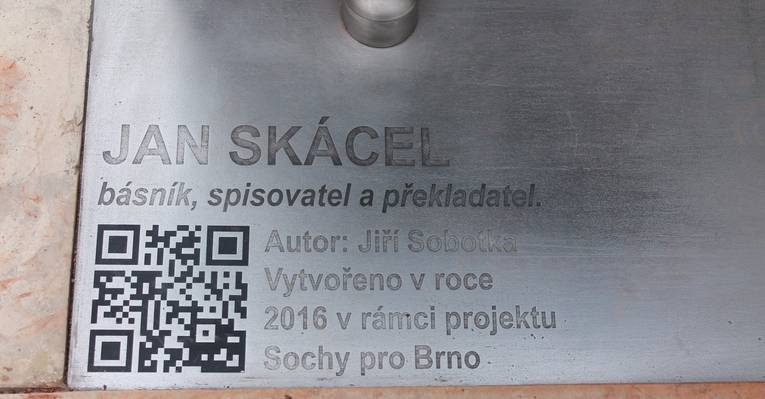 JAN SKÁCEL
básník, spisovatel a překladatel.
Autor: Jiří Sobotka
Vytvořeno v roce
2016 v rámci projektu
Sochy pro Brno